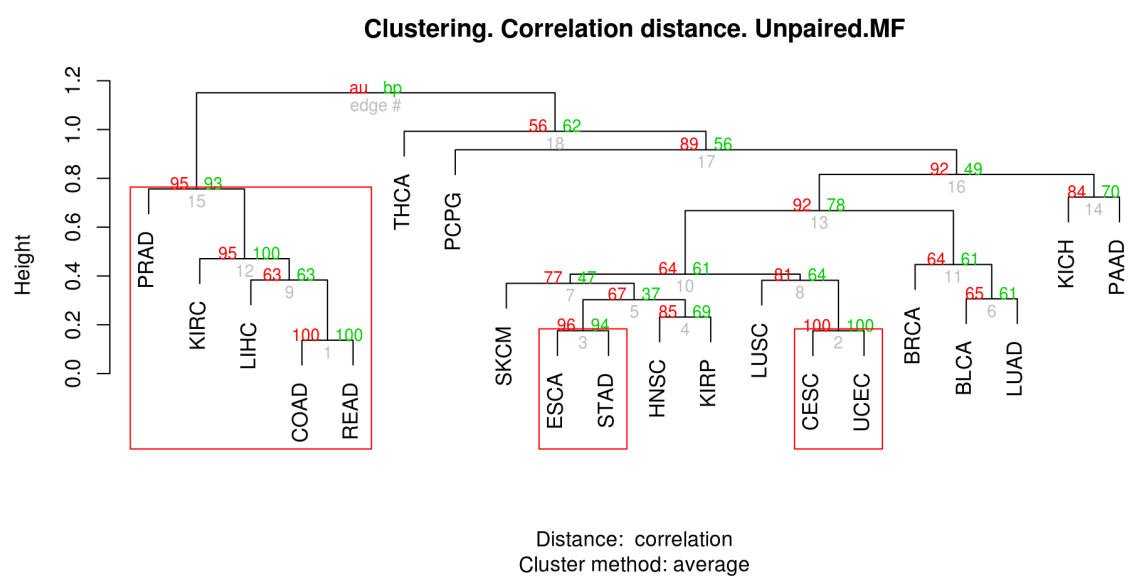 Clustering. Correlation distance. Unpaired.MF
Height
0.0 0.2 0.4 0.6 0.8 1.0 1.2
au bp
edge #
56 62
18
89 56
17
92 49
16
95 93
15
84 70
14
92 78
13
95 100
12
63 63
9
64 61
10
64 61
11
77 47
7
81 64
8
67 37
5
65 61
6
85 69
4
96 94
3
100 100
2
100 100
1
PRAD
KIRC
LIHC
COAD
READ
THCA
PCPG
SKCM
ESCA
STAD
HNSC
KIRP
LUSC
CESC
UCEC
BRCA
BLCA
LUAD
KICH
PAAD
Distance: correlation
Cluster method: average